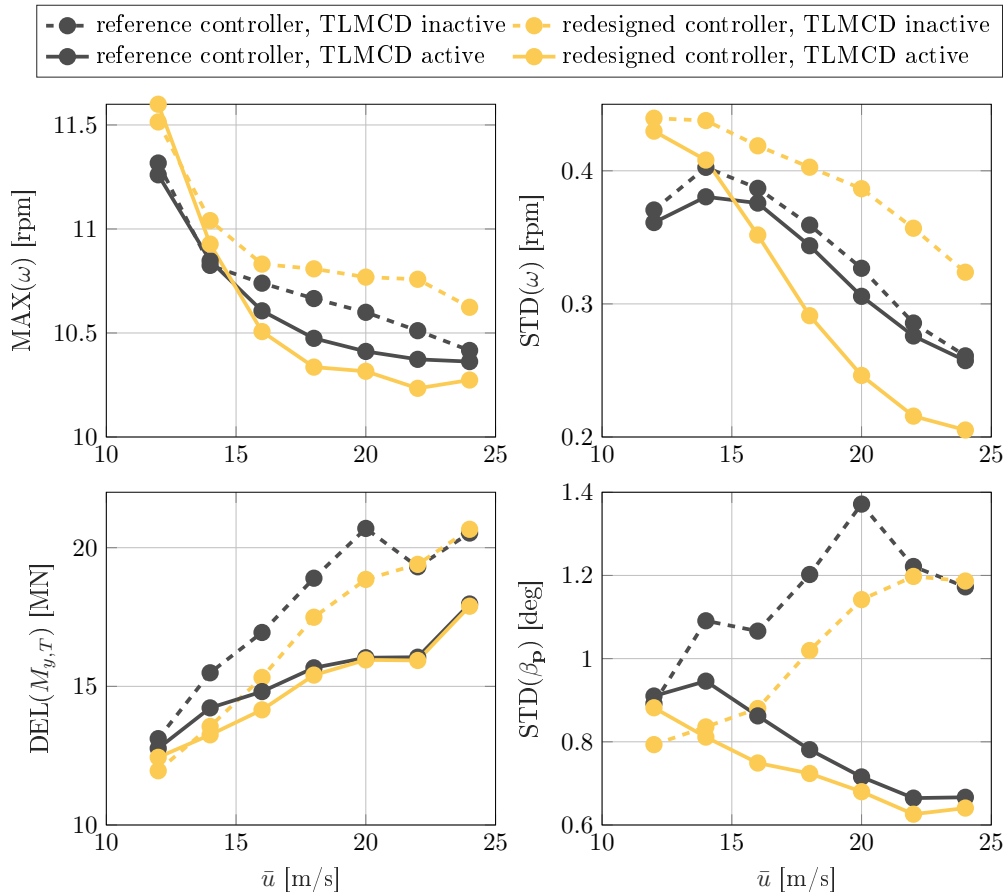 reference controller, TLMCD inactive redesigned controller, TLMCD inactive
reference controller, TLMCD active redesigned controller, TLMCD active
MAX(ω) [rpm]
11.5
11
10.5
10
10 15 20 25
STD(ω) [rpm]
0.4
0.3
0.2
10 15 20 25
DEL(M_{y,T}) [MN]
20
15
10
10 15 20 25
ū [m/s]
STD(β_p) [deg]
1.4
1.2
1
0.8
0.6
10 15 20 25
ū [m/s]